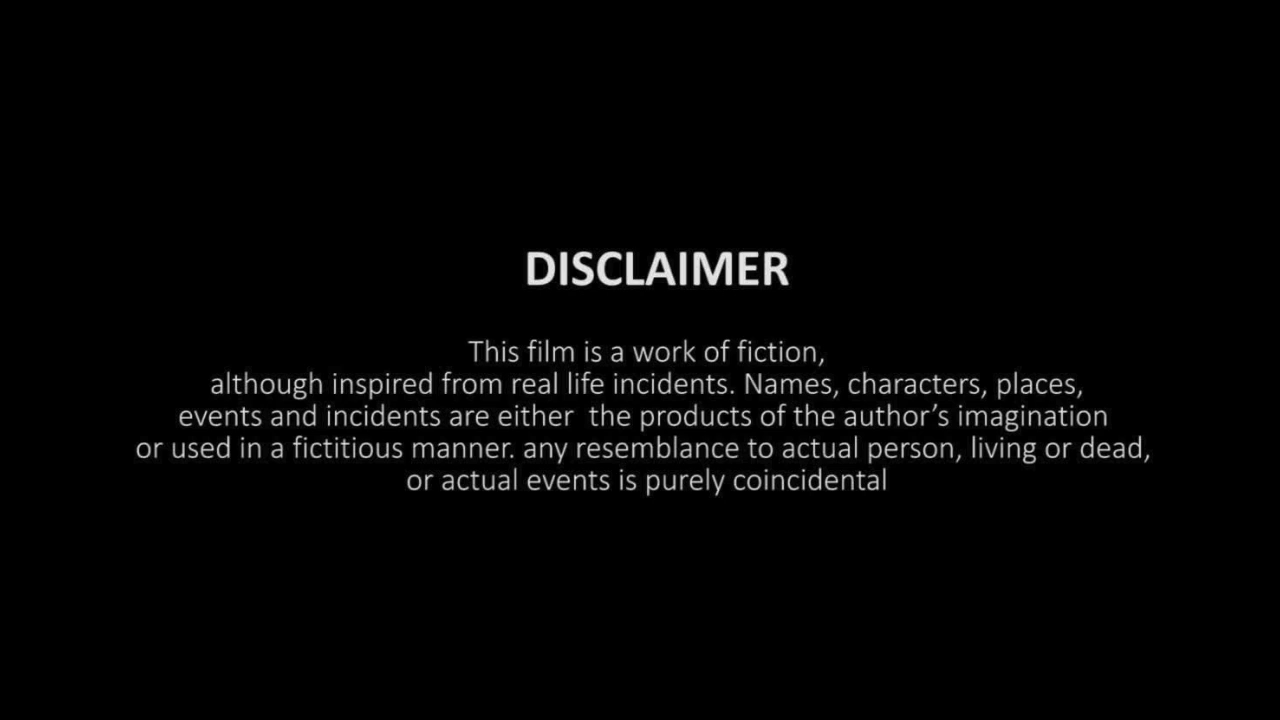 DISCLAIMER
This film is a work of fiction,
although inspired from real life incidents. Names, characters, places,
events and incidents are either  the products of the author’s imagination
or used in a fictitious manner. any resemblance to actual person, living or dead,
or actual events is purely coincidental